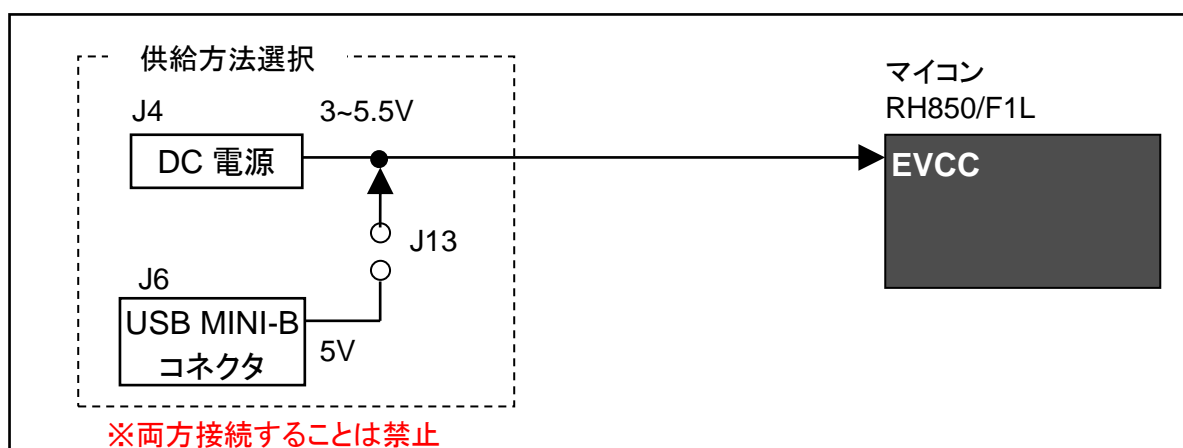 供給方法選択
マイコン
RH850/F1L
J4
3~5.5V
DC 電源
EVCC
J13
J6
USB MINI-B
コネクタ
5V
※両方接続することは禁止